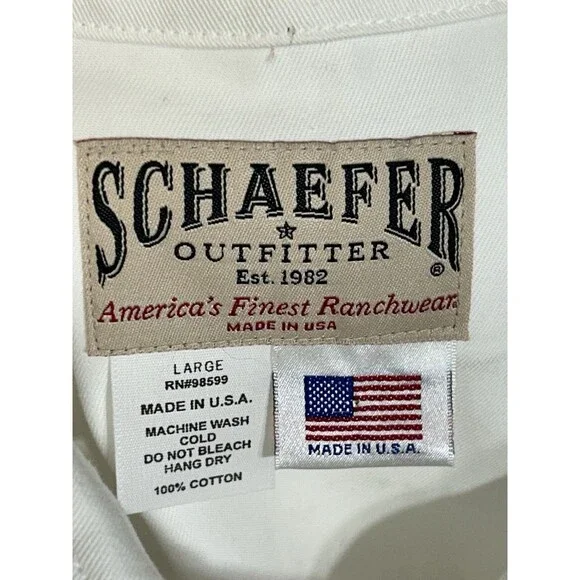 SCHAEFER
OUTFITTER
Est. 1982
®
America's Finest Ranchwear
MADE IN USA
LARGE
RN#98599
MADE IN U.S.A.
MACHINE WASH
COLD
DO NOT BLEACH
HANG DRY
100% COTTON
MADE IN U.S.A.